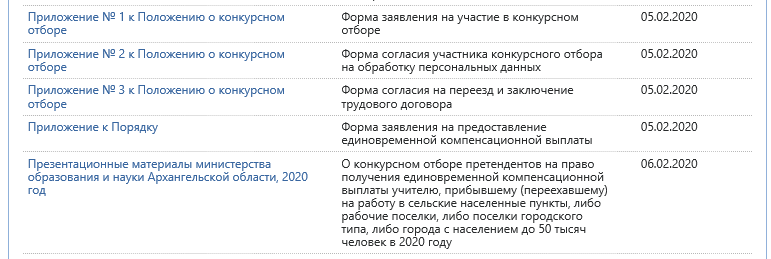 Приложение № 1 к Положению о конкурсном
отборе
Форма заявления на участие в конкурсном
отборе
05.02.2020
Приложение № 2 к Положению о конкурсном
отборе
Форма согласия участника конкурсного отбора
на обработку персональных данных
05.02.2020
Приложение № 3 к Положению о конкурсном
отборе
Форма согласия на переезд и заключение
трудового договора
05.02.2020
Приложение к Порядку
Форма заявления на предоставление
единовременной компенсационной выплаты
05.02.2020
Презентационные материалы министерства
образования и науки Архангельской области, 2020
год
О конкурсном отборе претендентов на право
получения единовременной компенсационной
выплаты учителю, прибывшему (переехавшему)
на работу в сельские населенные пункты, либо
рабочие поселки, либо поселки городского
типа, либо города с населением до 50 тысяч
человек в 2020 году
06.02.2020